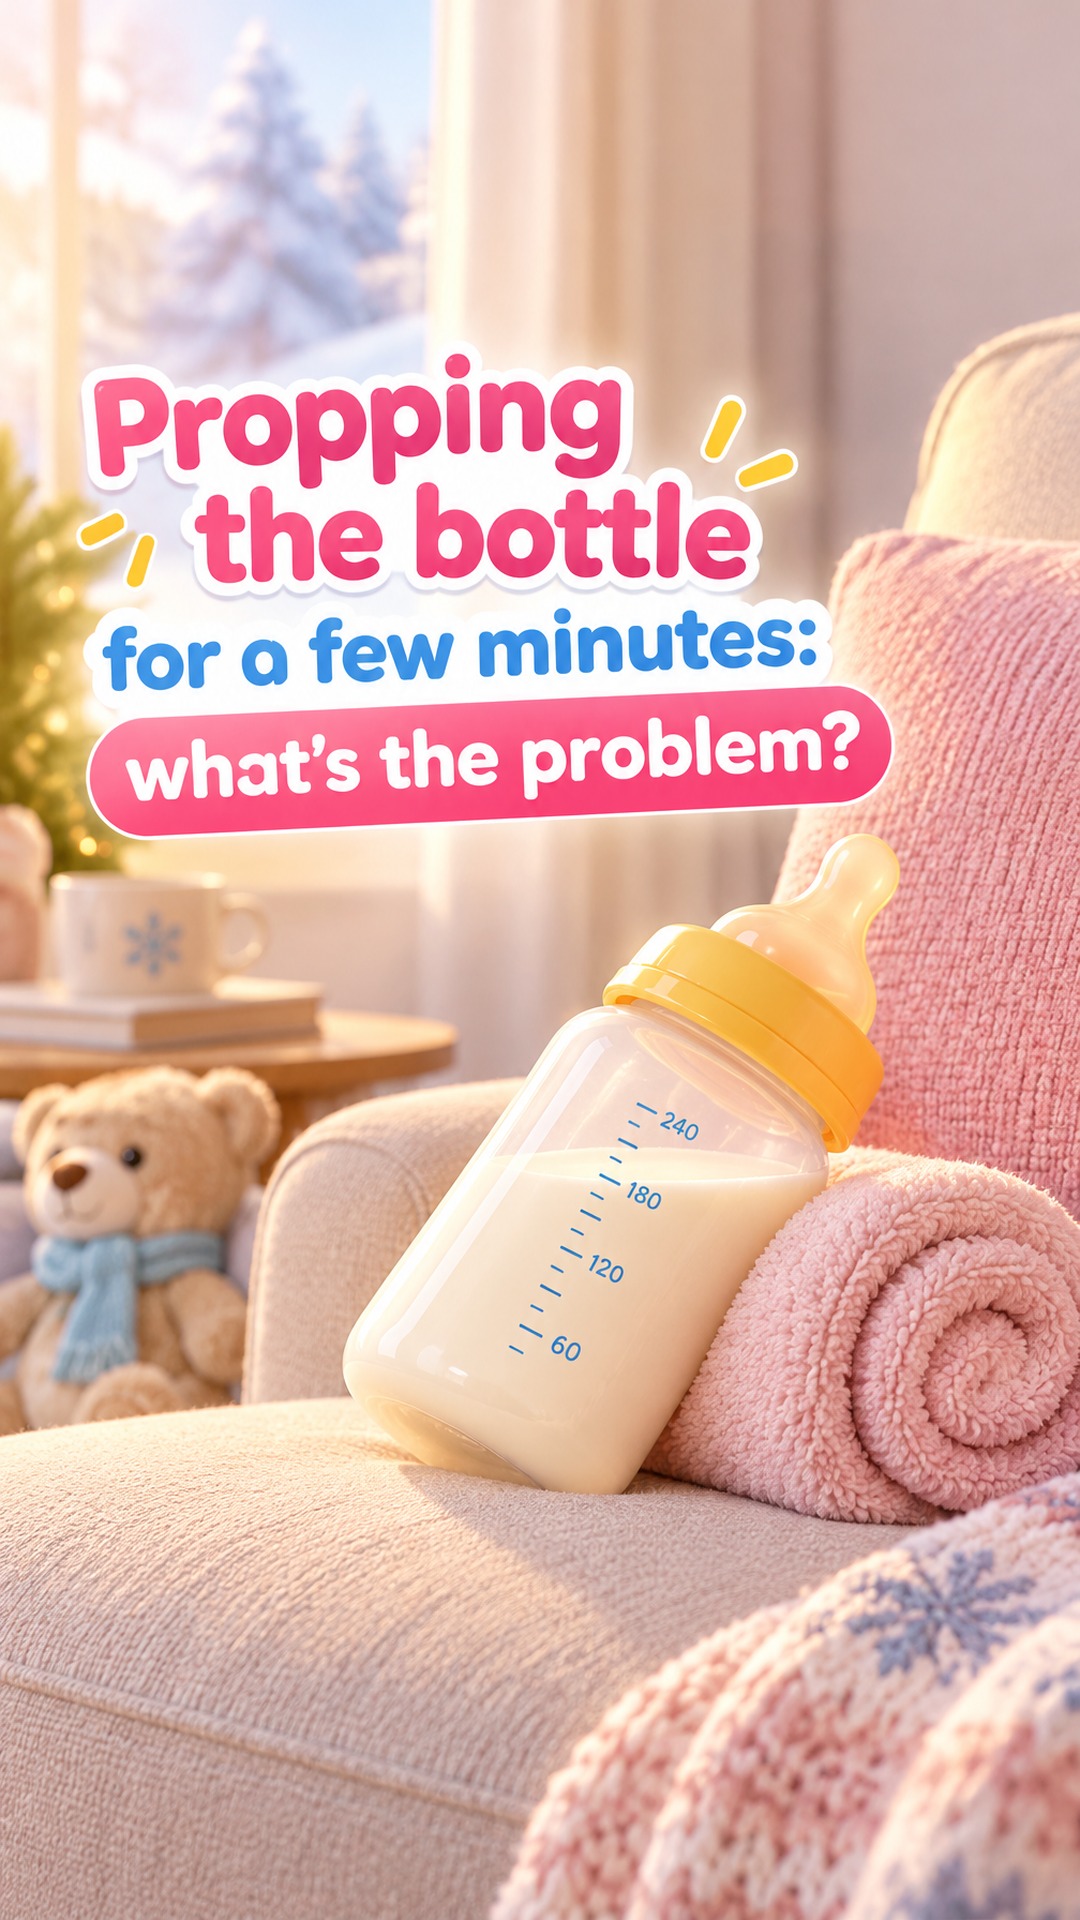 Propping
the bottle
for a few minutes:
what's the problem?
240
180
120
60